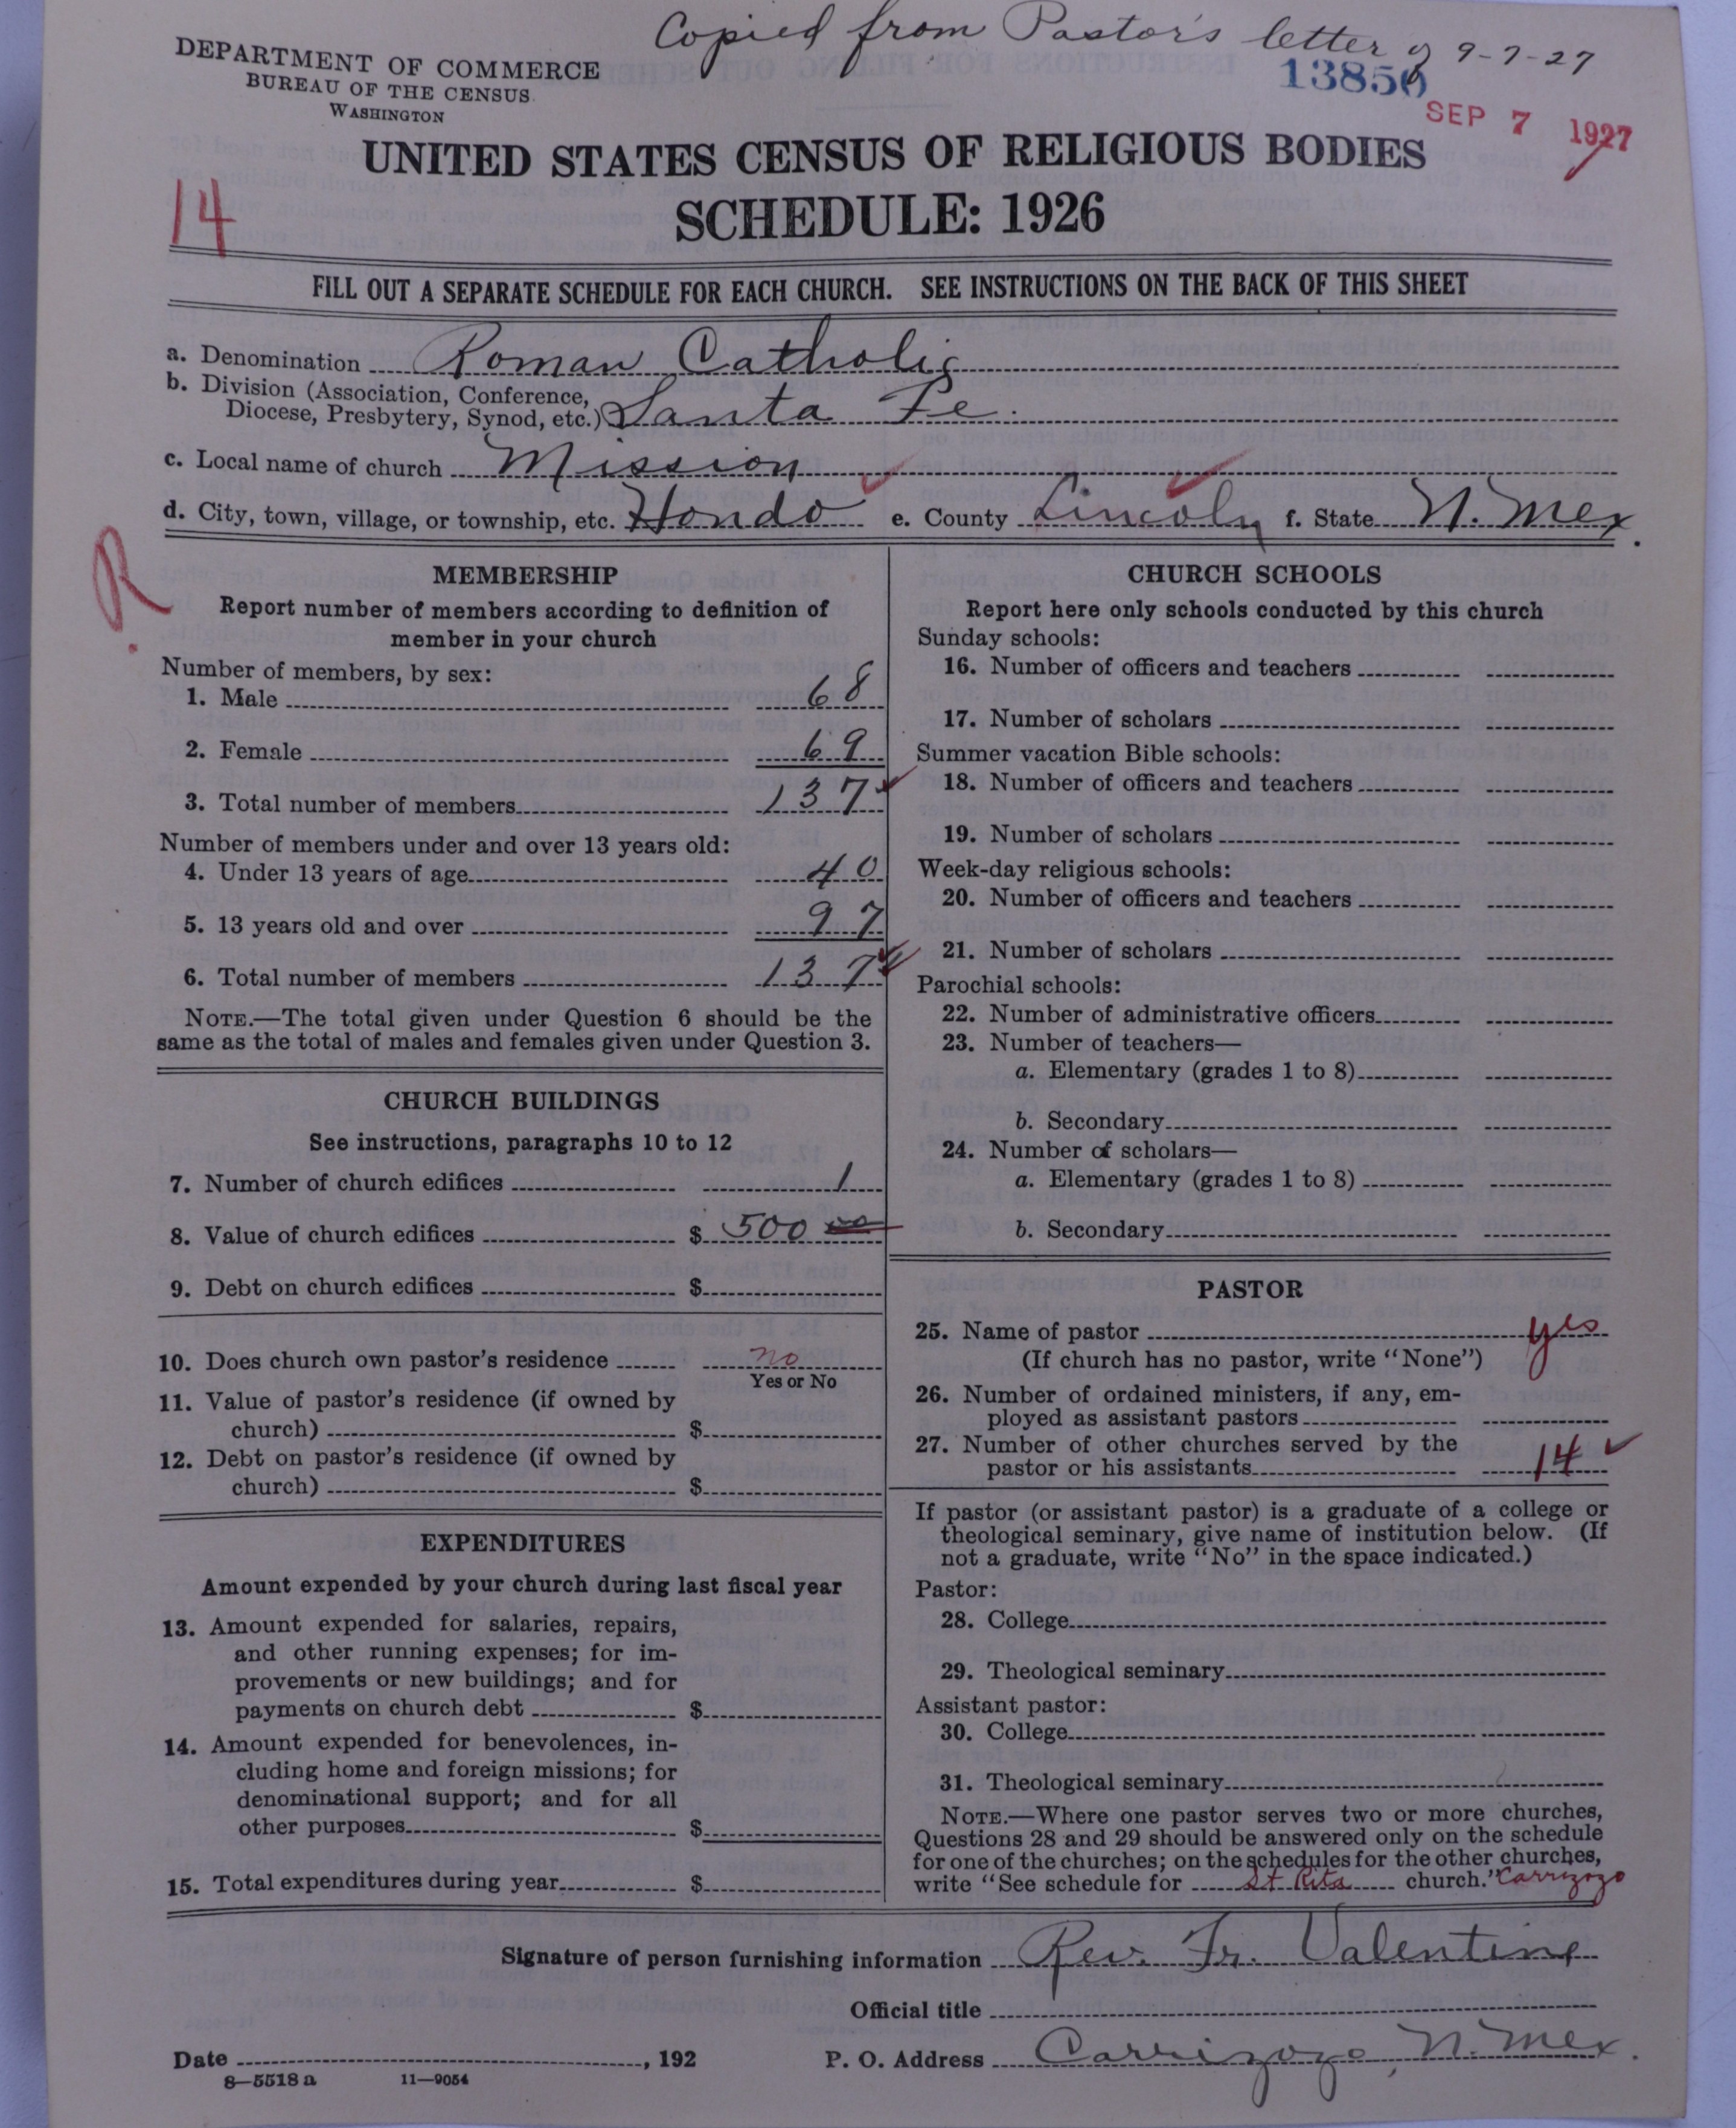 Copied from Pastor's letter of 9-7-27
DEPARTMENT OF COMMERCE
BUREAU OF THE CENSUS
WASHINGTON
13850
SEP 7 1927
UNITED STATES CENSUS OF RELIGIOUS BODIES
SCHEDULE: 1926
14
FILL OUT A SEPARATE SCHEDULE FOR EACH CHURCH. SEE INSTRUCTIONS ON THE BACK OF THIS SHEET
a. Denomination Roman Catholic
b. Division (Association, Conference,
Diocese, Presbytery, Synod, etc.) Santa Fe.
c. Local name of church Mission
d. City, town, village, or township, etc. Hondo e. County Lincoln f. State N. Mex.
R.
MEMBERSHIP
Report number of members according to definition of
member in your church
Number of members, by sex:
1. Male 68
2. Female 69
3. Total number of members 137
Number of members under and over 13 years old:
4. Under 13 years of age 40
5. 13 years old and over 97
6. Total number of members 137
NOTE.—The total given under Question 6 should be the
same as the total of males and females given under Question 3.
CHURCH BUILDINGS
See instructions, paragraphs 10 to 12
7. Number of church edifices 1
8. Value of church edifices $ 500 00
9. Debt on church edifices $
10. Does church own pastor's residence no
Yes or No
11. Value of pastor's residence (if owned by
church) $
12. Debt on pastor's residence (if owned by
church) $
EXPENDITURES
Amount expended by your church during last fiscal year
13. Amount expended for salaries, repairs,
and other running expenses; for im-
provements or new buildings; and for
payments on church debt $
14. Amount expended for benevolences, in-
cluding home and foreign missions; for
denominational support; and for all
other purposes $
15. Total expenditures during year $
CHURCH SCHOOLS
Report here only schools conducted by this church
Sunday schools:
16. Number of officers and teachers
17. Number of scholars
Summer vacation Bible schools:
18. Number of officers and teachers
19. Number of scholars
Week-day religious schools:
20. Number of officers and teachers
21. Number of scholars
Parochial schools:
22. Number of administrative officers
23. Number of teachers—
a. Elementary (grades 1 to 8)
b. Secondary
24. Number of scholars—
a. Elementary (grades 1 to 8)
b. Secondary
PASTOR
25. Name of pastor yes
(If church has no pastor, write "None")
26. Number of ordained ministers, if any, em-
ployed as assistant pastors
27. Number of other churches served by the
pastor or his assistants 14
If pastor (or assistant pastor) is a graduate of a college or
theological seminary, give name of institution below. (If
not a graduate, write "No" in the space indicated.)
Pastor:
28. College
29. Theological seminary
Assistant pastor:
30. College
31. Theological seminary
NOTE.—Where one pastor serves two or more churches,
Questions 28 and 29 should be answered only on the schedule
for one of the churches; on the schedules for the other churches,
write "See schedule for St Rita church." Carrizozo
Signature of person furnishing information Rev. Fr. Valentine
Official title
Date , 192 P. O. Address Carrizozo, N. Mex.
8—5518 a 11—9054